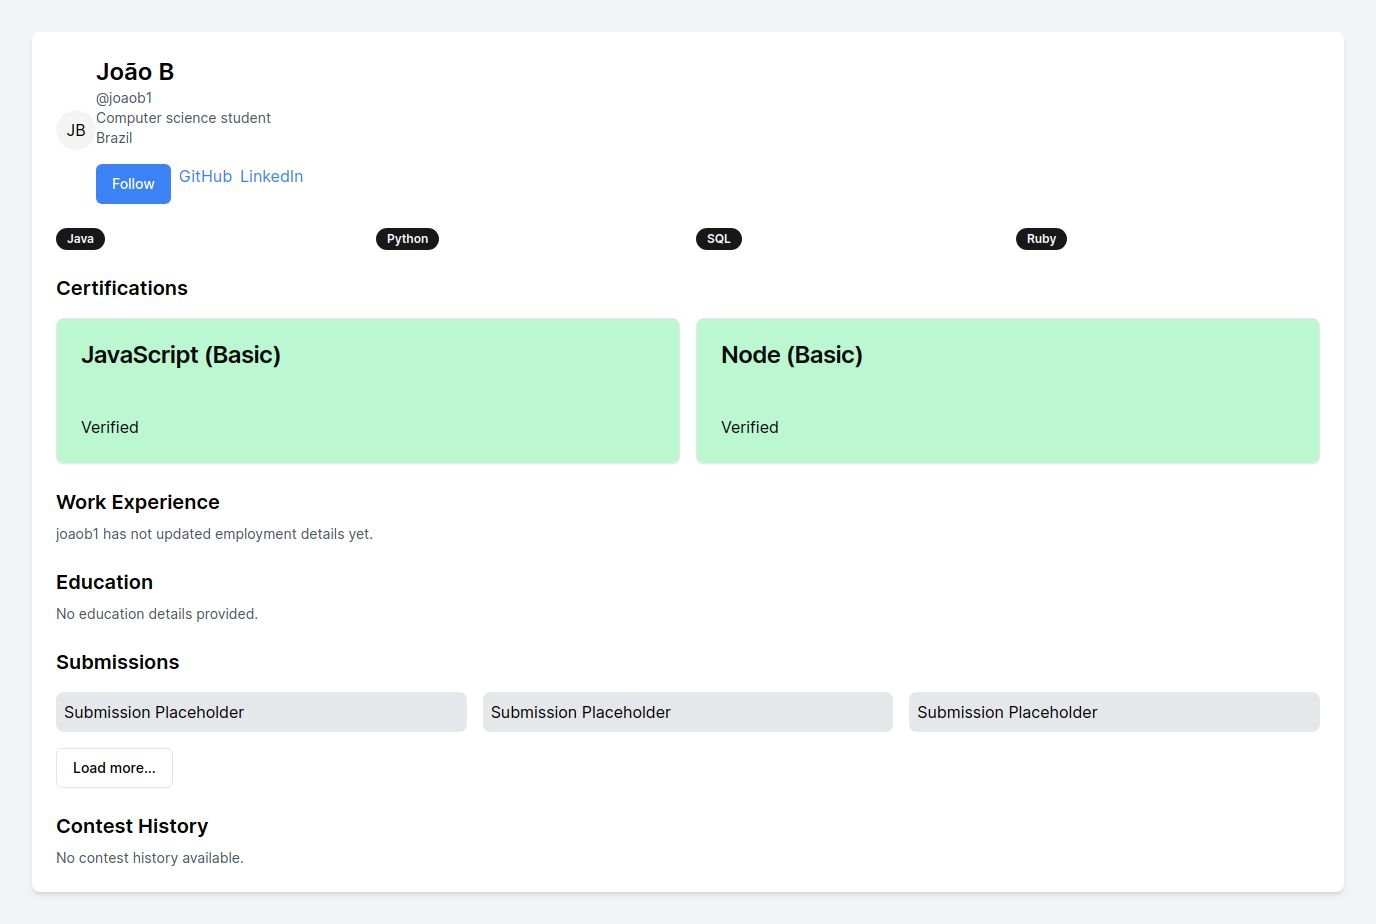 João B
@joaob1
JB
Computer science student
Brazil
Follow GitHub LinkedIn
Java Python SQL Ruby
Certifications
JavaScript (Basic)
Verified
Node (Basic)
Verified
Work Experience
joaob1 has not updated employment details yet.
Education
No education details provided.
Submissions
Submission Placeholder Submission Placeholder Submission Placeholder
Load more...
Contest History
No contest history available.